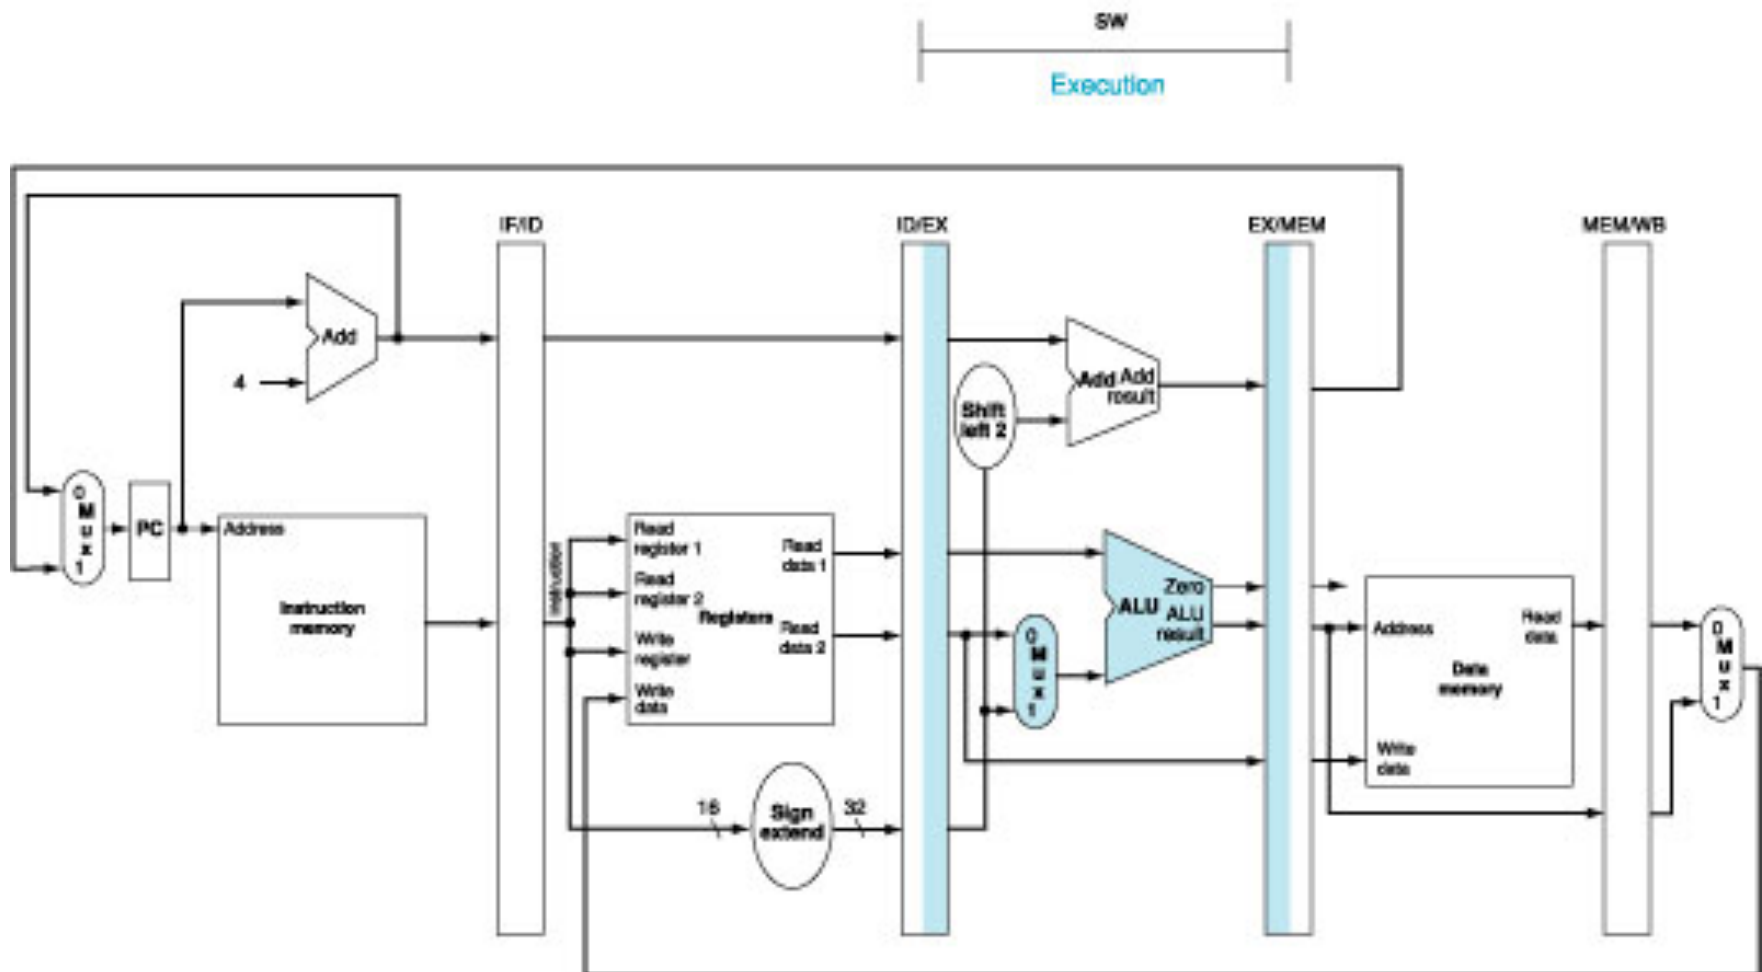 SW
Execution
IF/ID
ID/EX
EX/MEM
MEM/WB
Add
4
Add Add
result
Shift
left 2
0
M
u
x
1
PC
Address
Instruction
memory
Instruction
Read
register 1
Read
register 2
Write
register
Write
data
Registers
Read
data 1
Read
data 2
16
Sign
extend
32
0
M
u
x
1
ALU
Zero
ALU
result
Address
Read
data
Data
memory
Write
data
0
M
u
x
1